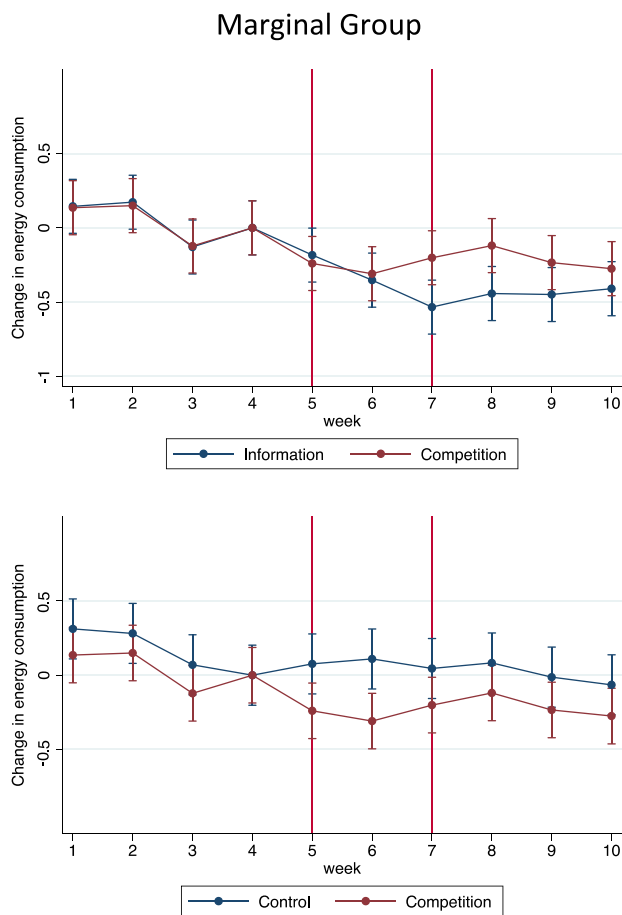 Marginal Group
Change in energy consumption
0.5
0
-0.5
-1
1 2 3 4 5 6 7 8 9 10
week
Information Competition
Change in energy consumption
0.5
0
-0.5
1 2 3 4 5 6 7 8 9 10
week
Control Competition